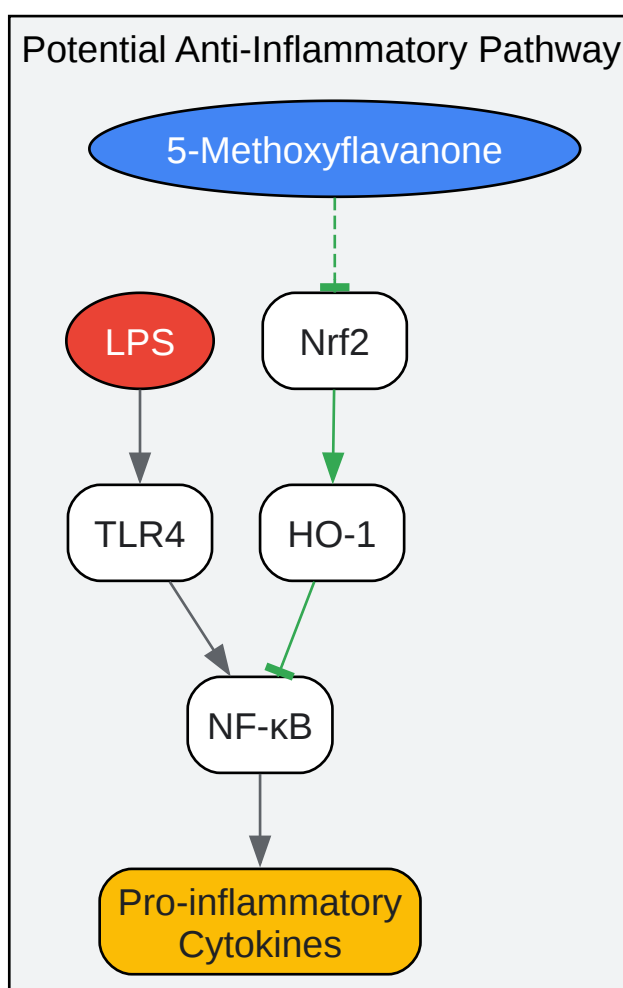 Potential Anti-Inflammatory Pathway
5-Methoxyflavanone
LPS
Nrf2
TLR4
HO-1
NF-κB
Pro-inflammatory
Cytokines